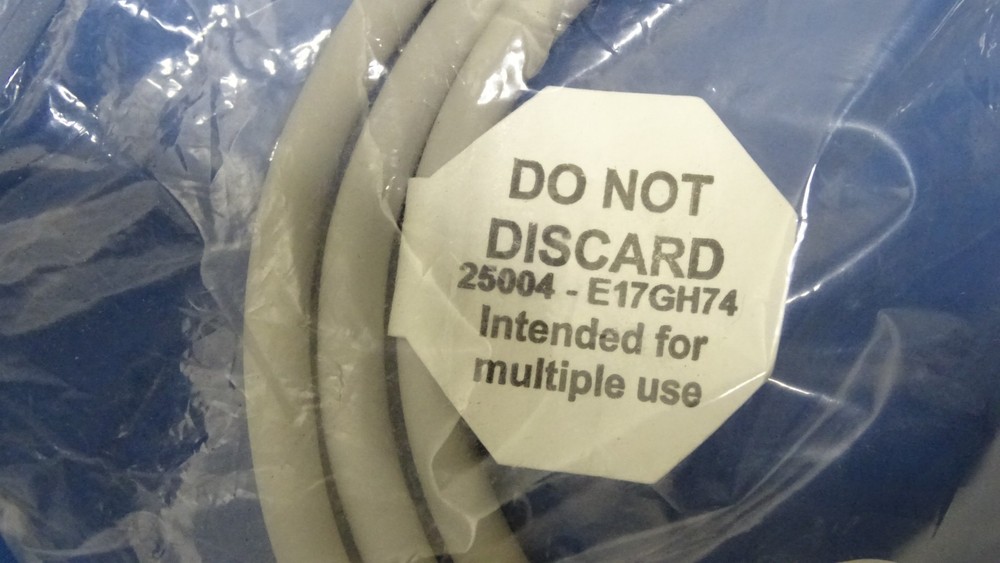 DO NOT
DISCARD
25004 - E17GH74
Intended for
multiple use